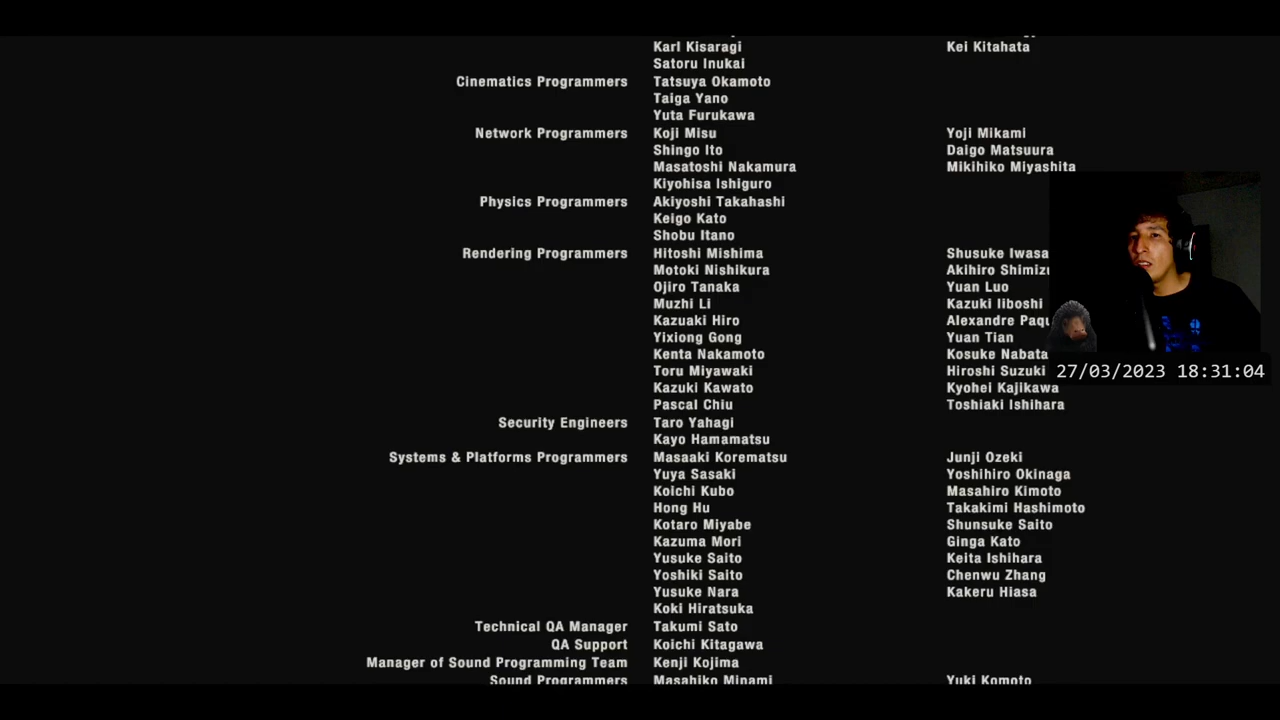 Karl Kisaragi Kei Kitahata
Satoru Inukai
Cinematics Programmers Tatsuya Okamoto
Taiga Yano
Yuta Furukawa
Network Programmers Koji Misu Yoji Mikami
Shingo Ito Daigo Matsuura
Masatoshi Nakamura Mikihiko Miyashita
Kiyohisa Ishiguro
Physics Programmers Akiyoshi Takahashi
Keigo Kato
Shobu Itano
Rendering Programmers Hitoshi Mishima Shusuke Iwasa
Motoki Nishikura Akihiro Shimizu
Ojiro Tanaka Yuan Luo
Muzhi Li Kazuki Iiboshi
Kazuaki Hiro Alexandre
Yixiong Gong Yuan Tian
Kenta Nakamoto Kosuke Nabata
Toru Miyawaki Hiroshi Suzuki
27/03/2023 18:31:04
Kazuki Kawato Kyohei Kajikawa
Pascal Chiu Toshiaki Ishihara
Security Engineers Taro Yahagi
Kayo Hamamatsu
Systems & Platforms Programmers Masaaki Korematsu Junji Ozeki
Yuya Sasaki Yoshihiro Okinaga
Koichi Kubo Masahiro Kimoto
Hong Hu Takakimi Hashimoto
Kotaro Miyabe Shunsuke Saito
Kazuma Mori Ginga Kato
Yusuke Saito Keita Ishihara
Yoshiki Saito Chenwu Zhang
Yusuke Nara Kakeru Hiasa
Koki Hiratsuka
Technical QA Manager Takumi Sato
QA Support Koichi Kitagawa
Manager of Sound Programming Team Kenji Kojima
Sound Programmers Masahiko Minami Yuki Komoto